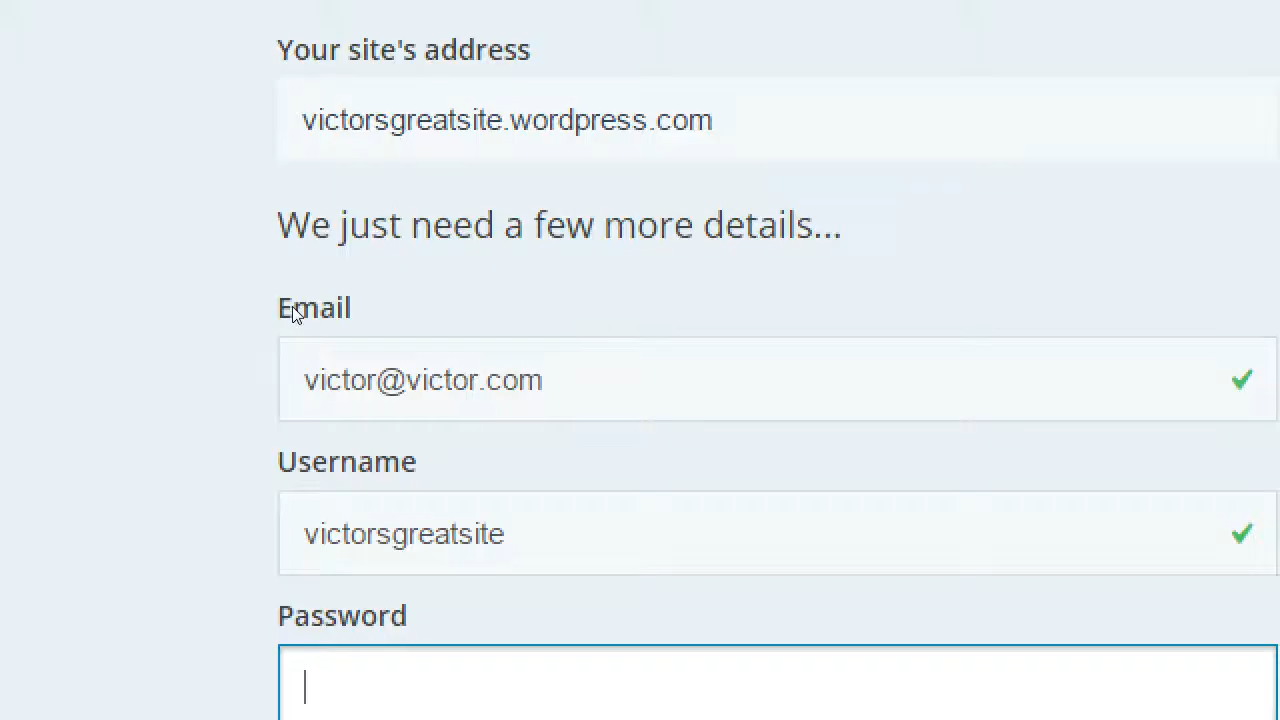 Your site's address
victorsgreatsite.wordpress.com
We just need a few more details...
Email
victor@victor.com
Username
victorsgreatsite
Password